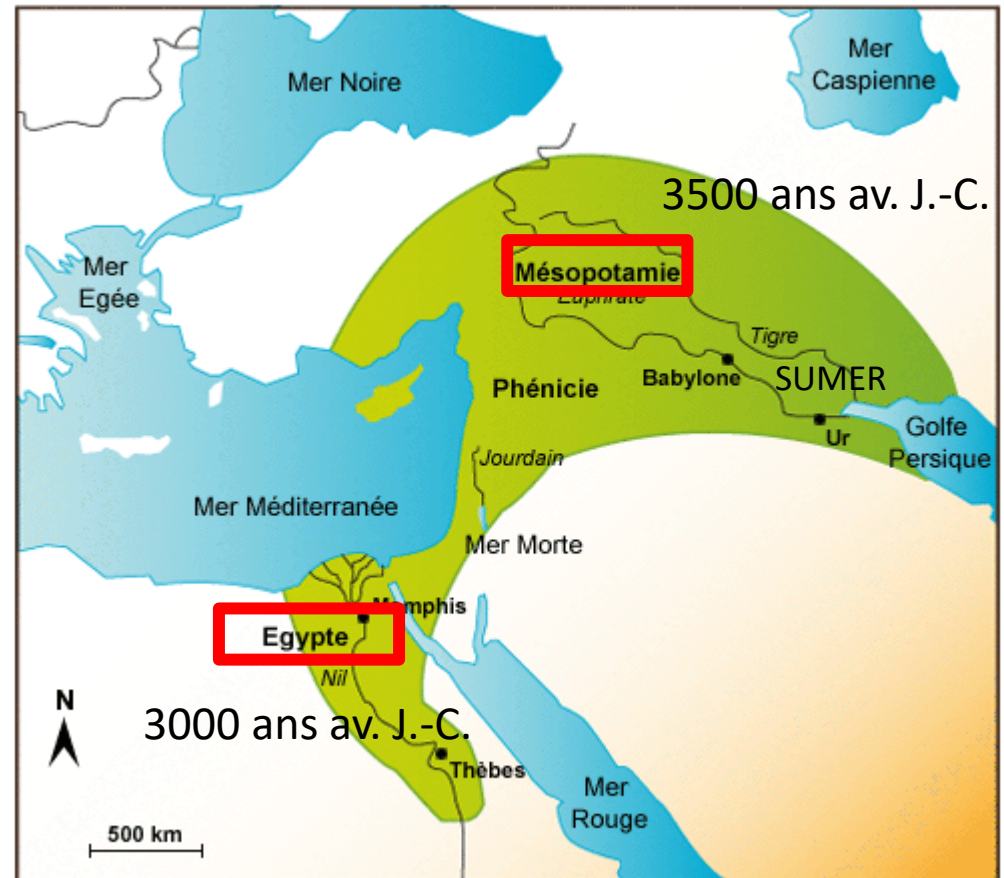 Mer Noire
Mer
Caspienne
3500 ans av. J.-C.
Mer
Egée
Mésopotamie
Euphrate
Tigre
Phénicie
Babylone
SUMER
Ur
Golfe
Persique
Jourdain
Mer Méditerranée
Mer Morte
Memphis
Egypte
Nil
N
3000 ans av. J.-C.
Thèbes
Mer
Rouge
500 km